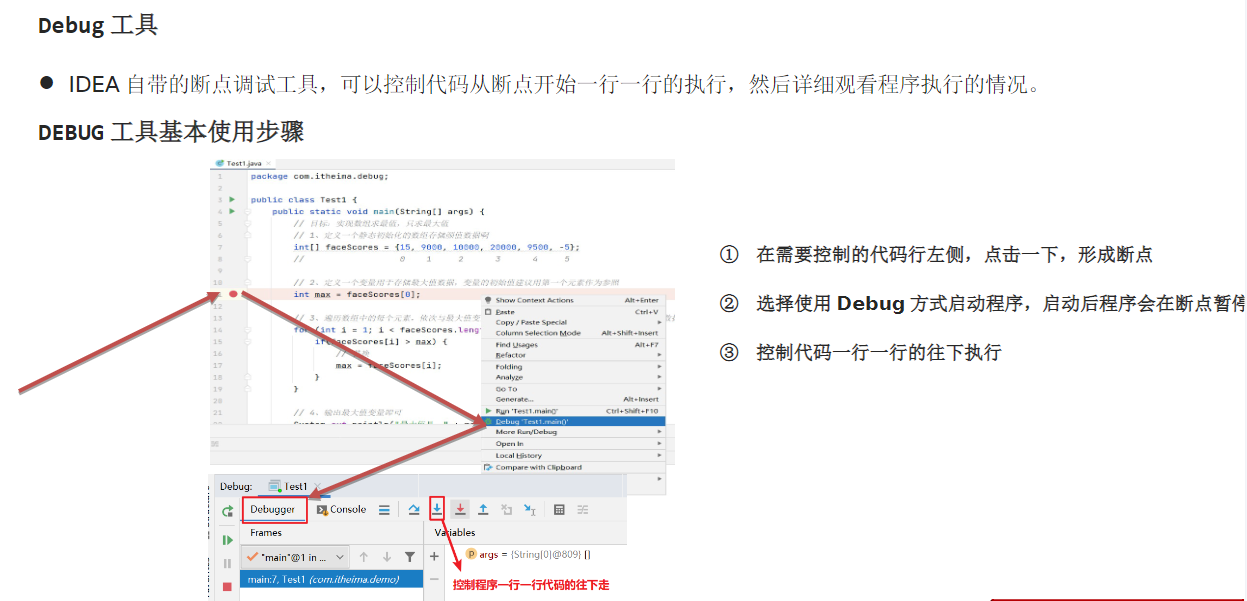 Debug 工具
● IDEA 自带的断点调试工具，可以控制代码从断点开始一行一行的执行，然后详细观看程序执行的情况。
DEBUG 工具基本使用步骤
Test1.java
1 package com.itheima.debug;
2
3 public class Test1 {
4 public static void main(String[] args) {
5 // 目标：实现数组求最值，只求最大值
6 // 1、定义一个静态初始化的数组存储颜值数据啊
7 int[] faceScores = {15, 9000, 10000, 20000, 9500, -5};
8 // 0 1 2 3 4 5
9
10 // 2、定义一个变量用于存储最大值数据，变量的初始值建议用第一个元素作为参照
int max = faceScores[0];
13 // 3、遍历数组中的每个元素，依次与最大值变
14 for (int i = 1; i < faceScores.leng
15 if(faceScores[i] > max) {
16 //
17 max = faceScores[i];
18 }
19 }
20
21 // 4、输出最大值变量即可
Show Context Actions Alt+Enter
Paste Ctrl+V
Copy / Paste Special
Column Selection Mode Alt+Shift+Insert
Find Usages Alt+F7
Refactor
Folding
Analyze
Go To
Generate... Alt+Insert
Run 'Test1.main()' Ctrl+Shift+F10
Debug 'Test1.main()'
More Run/Debug
Open In
Local History
Compare with Clipboard
① 在需要控制的代码行左侧，点击一下，形成断点
② 选择使用 Debug 方式启动程序，启动后程序会在断点暂停
③ 控制代码一行一行的往下执行
Debug: Test1
Debugger Console
Frames Variables
"main"@1 in ... p args = {String[0]@809} []
main:7, Test1 (com.itheima.demo)
控制程序一行一行代码的往下走